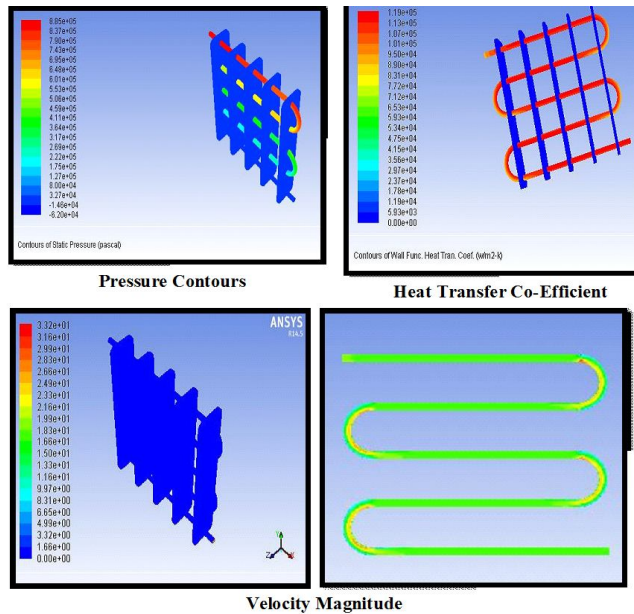 8.85e+05
8.37e+05
7.90e+05
7.43e+05
6.95e+05
6.48e+05
6.01e+05
5.53e+05
5.06e+05
4.59e+05
4.11e+05
3.64e+05
3.17e+05
2.69e+05
2.22e+05
1.75e+05
1.27e+05
8.00e+04
3.27e+04
-1.46e+04
-6.20e+04
Contours of Static Pressure (pascal)
Pressure Contours
1.19e+05
1.13e+05
1.07e+05
1.01e+05
9.50e+04
8.90e+04
8.31e+04
7.72e+04
7.12e+04
6.53e+04
5.93e+04
5.34e+04
4.75e+04
4.15e+04
3.56e+04
2.97e+04
2.37e+04
1.78e+04
1.19e+04
5.93e+03
0.00e+00
Contours of Wall Func. Heat Tran. Coef. (w/m2-k)
Heat Transfer Co-Efficient
3.32e+01
3.16e+01
2.99e+01
2.83e+01
2.66e+01
2.49e+01
2.33e+01
2.16e+01
2.00e+01
1.83e+01
1.66e+01
1.50e+01
1.33e+01
1.16e+01
9.97e+00
8.31e+00
6.65e+00
4.99e+00
3.32e+00
1.66e+00
0.00e+00
ANSYS
R14.5
Y
Z
X
Velocity Magnitude